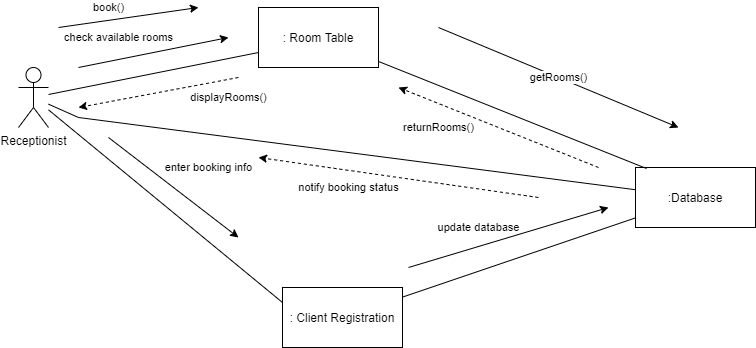 book()
check available rooms
: Room Table
getRooms()
displayRooms()
returnRooms()
Receptionist
enter booking info
notify booking status
:Database
update database
: Client Registration